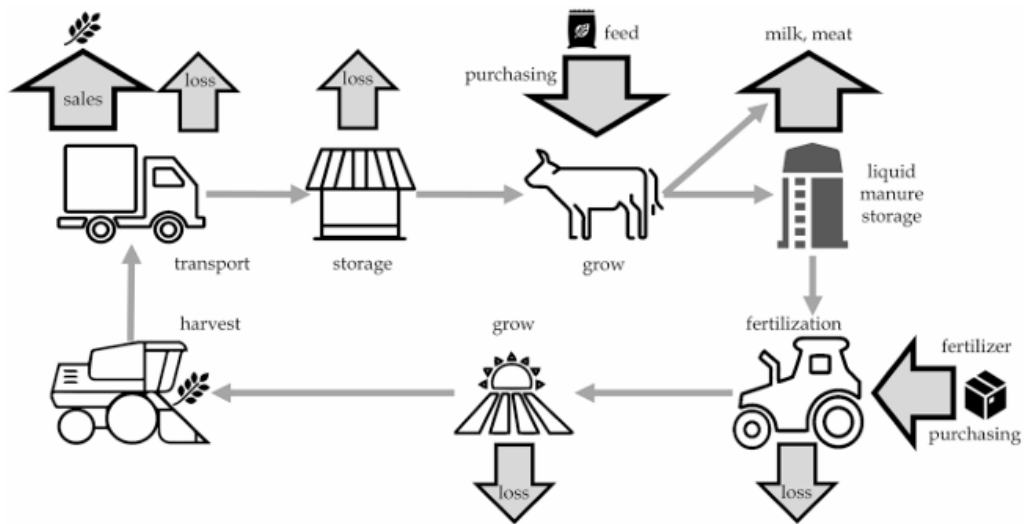 feed
milk, meat
purchasing
loss
loss
sales
liquid
manure
storage
transport
storage
grow
harvest
grow
fertilization
fertilizer
purchasing
loss
loss